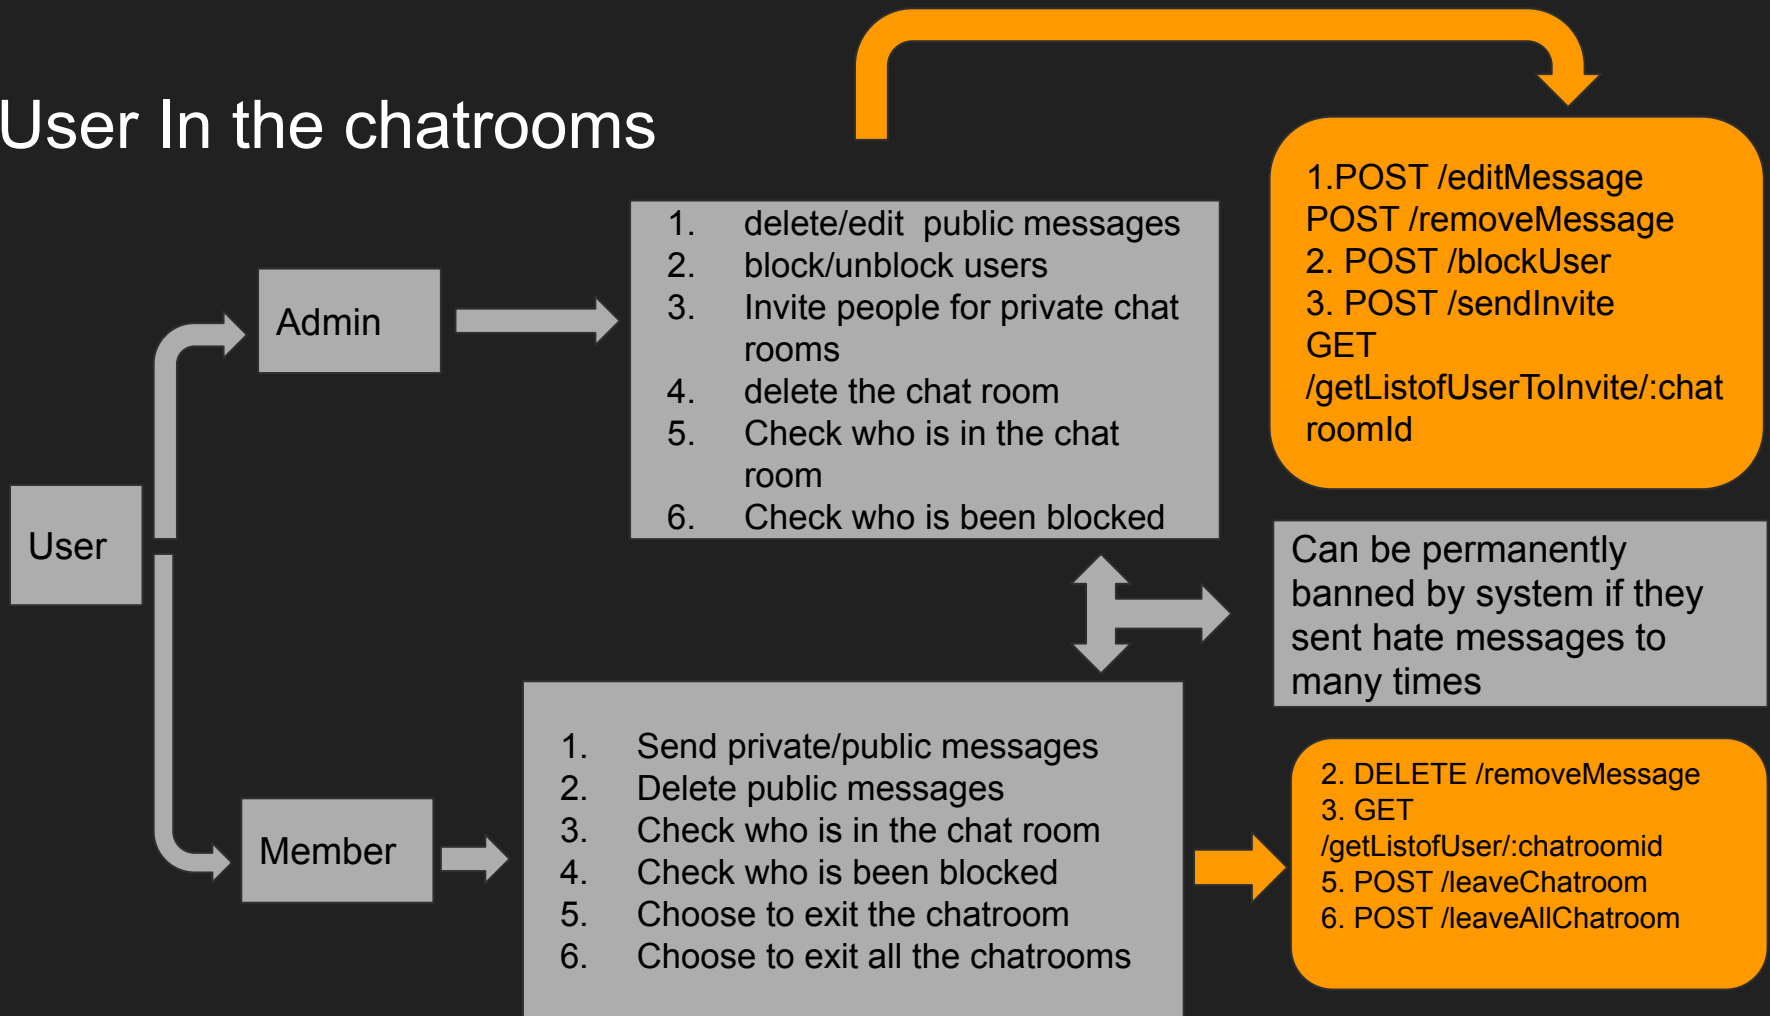 User In the chatrooms
1. delete/edit public messages
2. block/unblock users
3. Invite people for private chat
rooms
4. delete the chat room
5. Check who is in the chat
room
6. Check who is been blocked
1.POST /editMessage
POST /removeMessage
2. POST /blockUser
3. POST /sendInvite
GET
/getListofUserToInvite/:chat
roomId
Admin
User
Can be permanently
banned by system if they
sent hate messages to
many times
Member
1. Send private/public messages
2. Delete public messages
3. Check who is in the chat room
4. Check who is been blocked
5. Choose to exit the chatroom
6. Choose to exit all the chatrooms
2. DELETE /removeMessage
3. GET
/getListofUser/:chatroomid
5. POST /leaveChatroom
6. POST /leaveAllChatroom